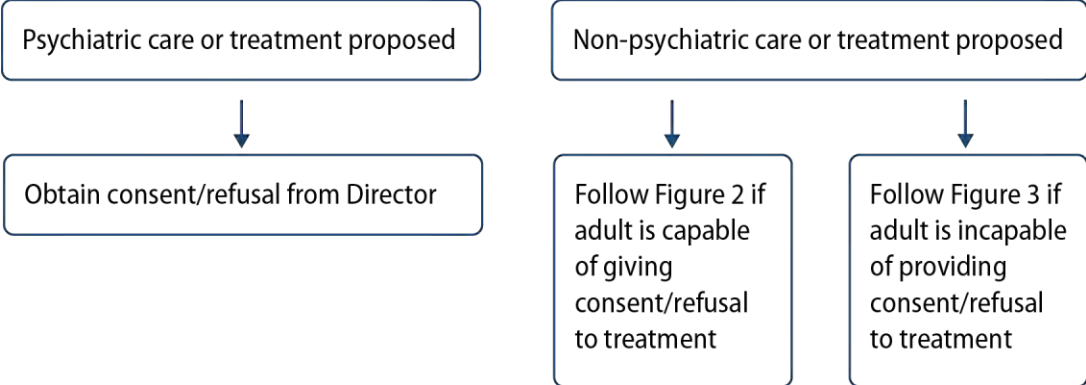 Psychiatric care or treatment proposed
Obtain consent/refusal from Director
Non-psychiatric care or treatment proposed
Follow Figure 2 if
adult is capable
of giving
consent/refusal
to treatment
Follow Figure 3 if
adult is incapable
of providing
consent/refusal
to treatment